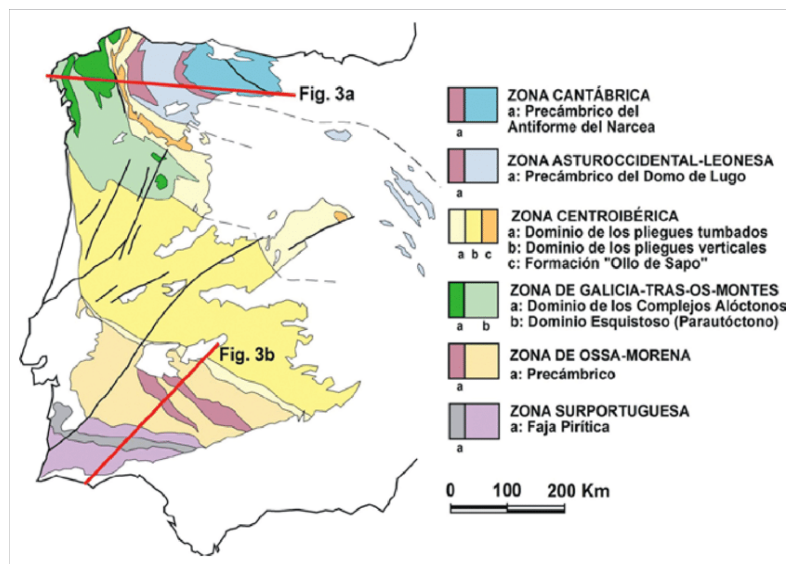 Fig. 3a
Fig. 3b
ZONA CANTÁBRICA
a: Precámbrico del
Antiforme del Narcea
a
ZONA ASTUROCCIDENTAL-LEONESA
a: Precámbrico del Domo de Lugo
a
ZONA CENTROIBÉRICA
a: Dominio de los pliegues tumbados
b: Dominio de los pliegues verticales
c: Formación "Ollo de Sapo"
a b c
ZONA DE GALICIA-TRAS-OS-MONTES
a: Dominio de los Complejos Alóctonos
b: Dominio Esquistoso (Parautóctono)
a b
ZONA DE OSSA-MORENA
a: Precámbrico
a
ZONA SURPORTUGUESA
a: Faja Pirítica
a
0 100 200 Km